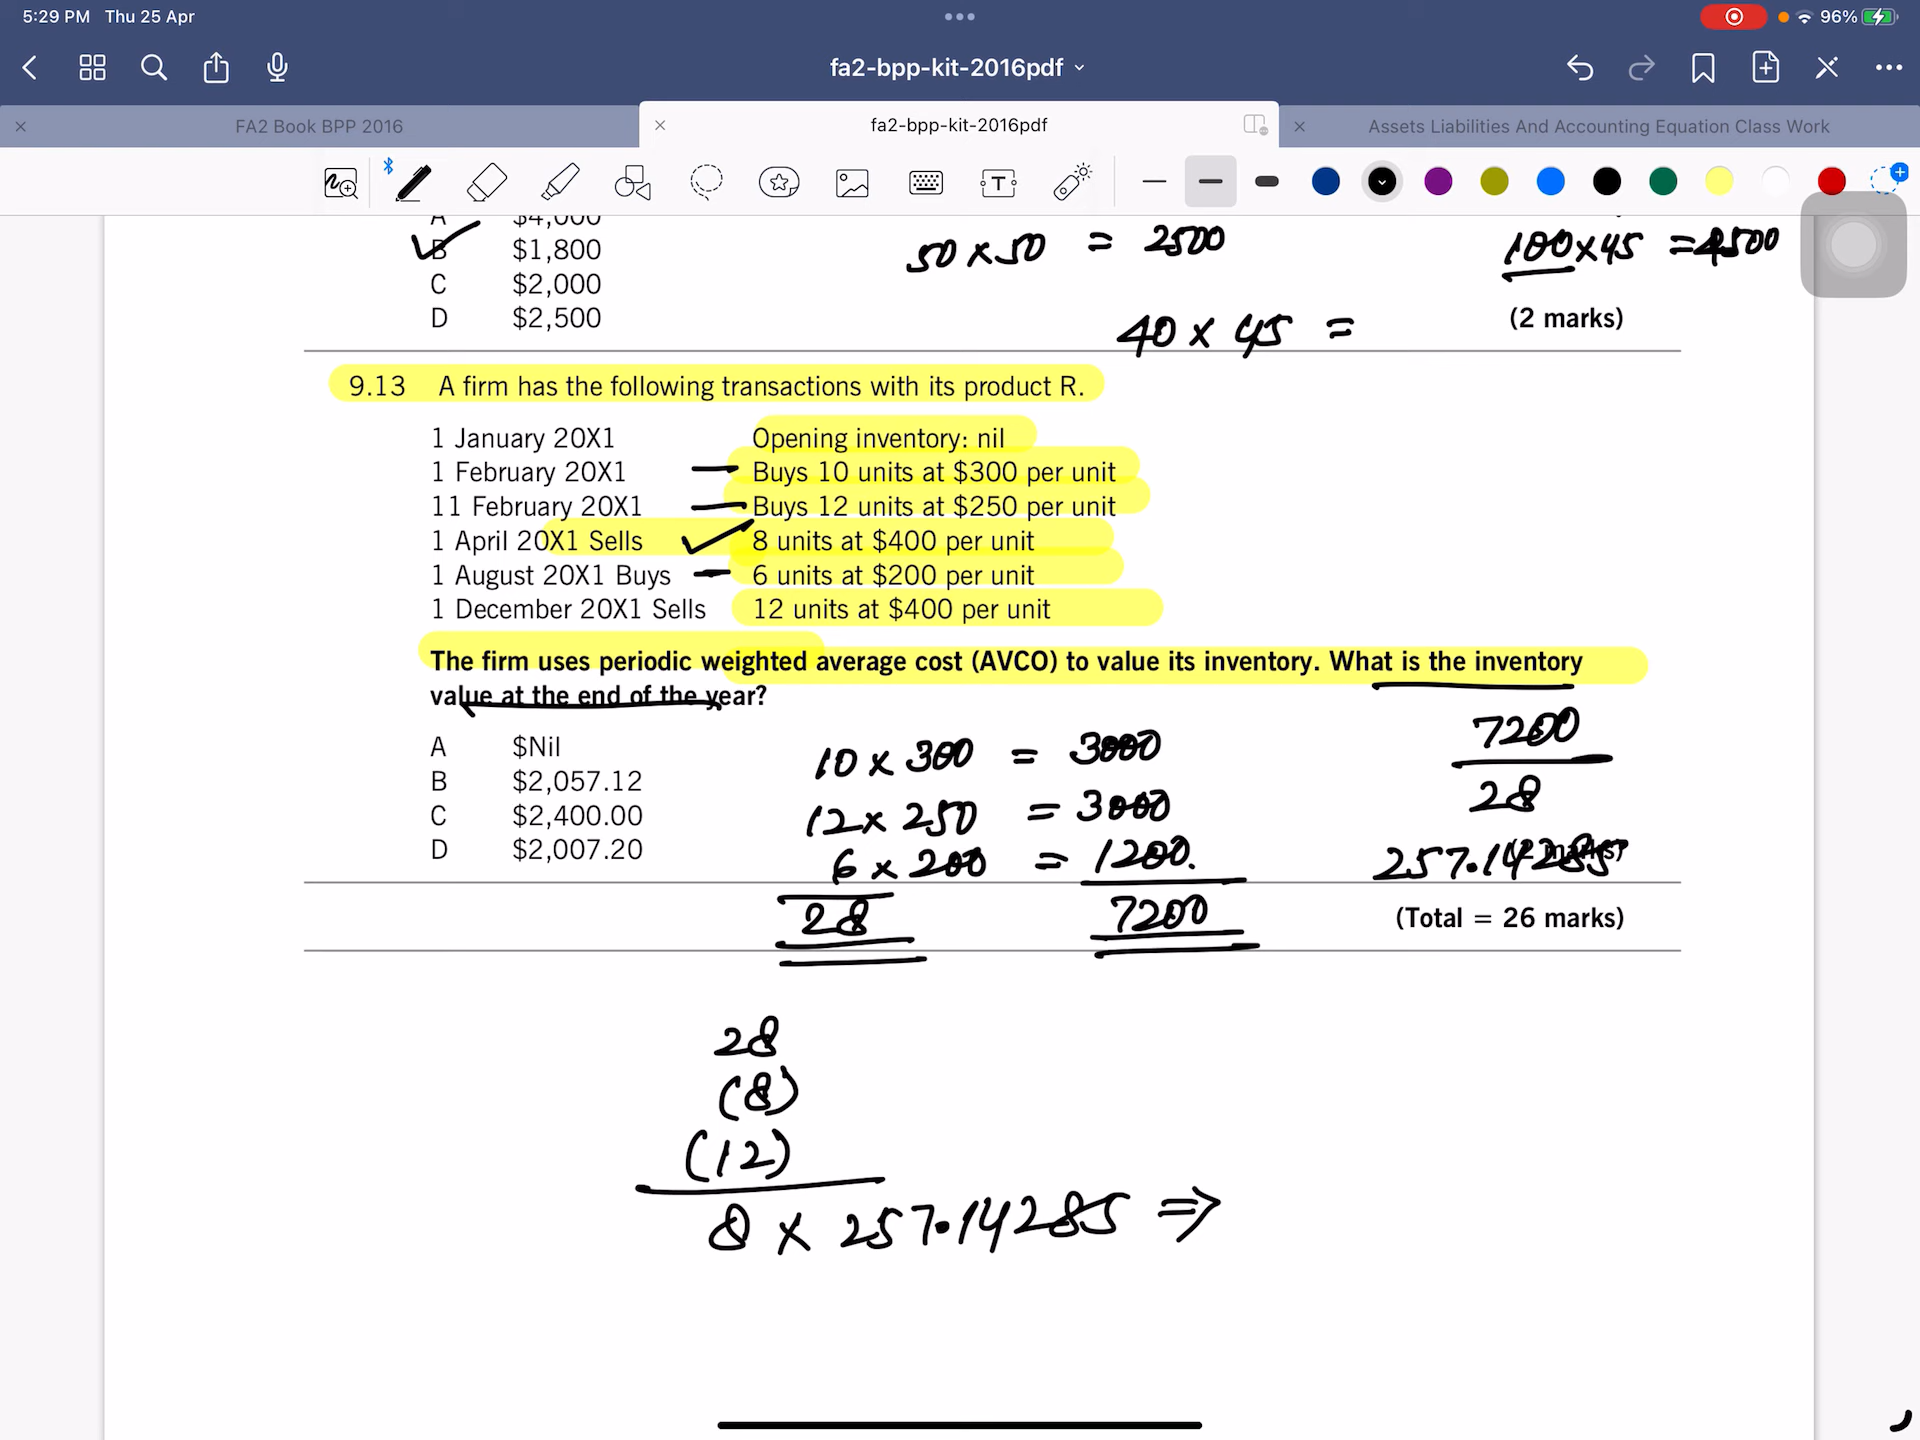 5:29 PM Thu 25 Apr
96%
fa2-bpp-kit-2016pdf
FA2 Book BPP 2016
fa2-bpp-kit-2016pdf
Assets Liabilities And Accounting Equation Class Work
A $4,000
B $1,800
C $2,000
D $2,500
50 x 50 = 2500
100 x 45 = 4500
40 x 45 =
(2 marks)
9.13 A firm has the following transactions with its product R.
1 January 20X1 Opening inventory: nil
1 February 20X1 Buys 10 units at $300 per unit
11 February 20X1 Buys 12 units at $250 per unit
1 April 20X1 Sells 8 units at $400 per unit
1 August 20X1 Buys 6 units at $200 per unit
1 December 20X1 Sells 12 units at $400 per unit
The firm uses periodic weighted average cost (AVCO) to value its inventory. What is the inventory
value at the end of the year?
A $Nil
B $2,057.12
C $2,400.00
D $2,007.20
10 x 300 = 3000
12 x 250 = 3000
6 x 200 = 1200.
28 7200
7200
28
257.14285
(2 marks)
(Total = 26 marks)
28
(8)
(12)
8 x 257.14285 ⇒